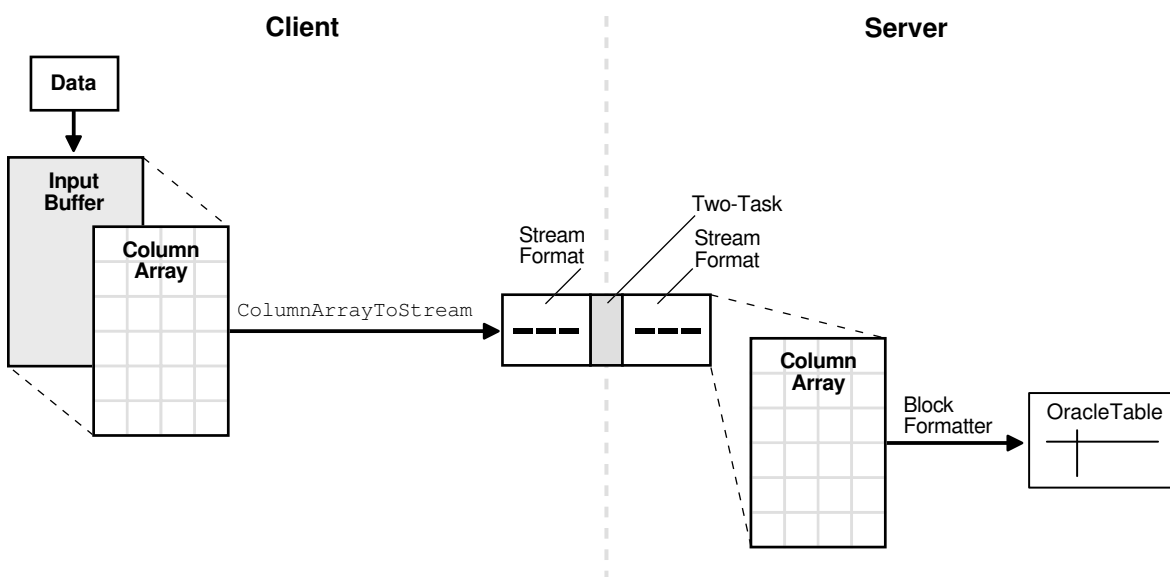 Client
Server
Data
Input
Buffer
Column
Array
ColumnArrayToStream
Stream
Format
Two-Task
Stream
Format
Column
Array
Block
Formatter
OracleTable